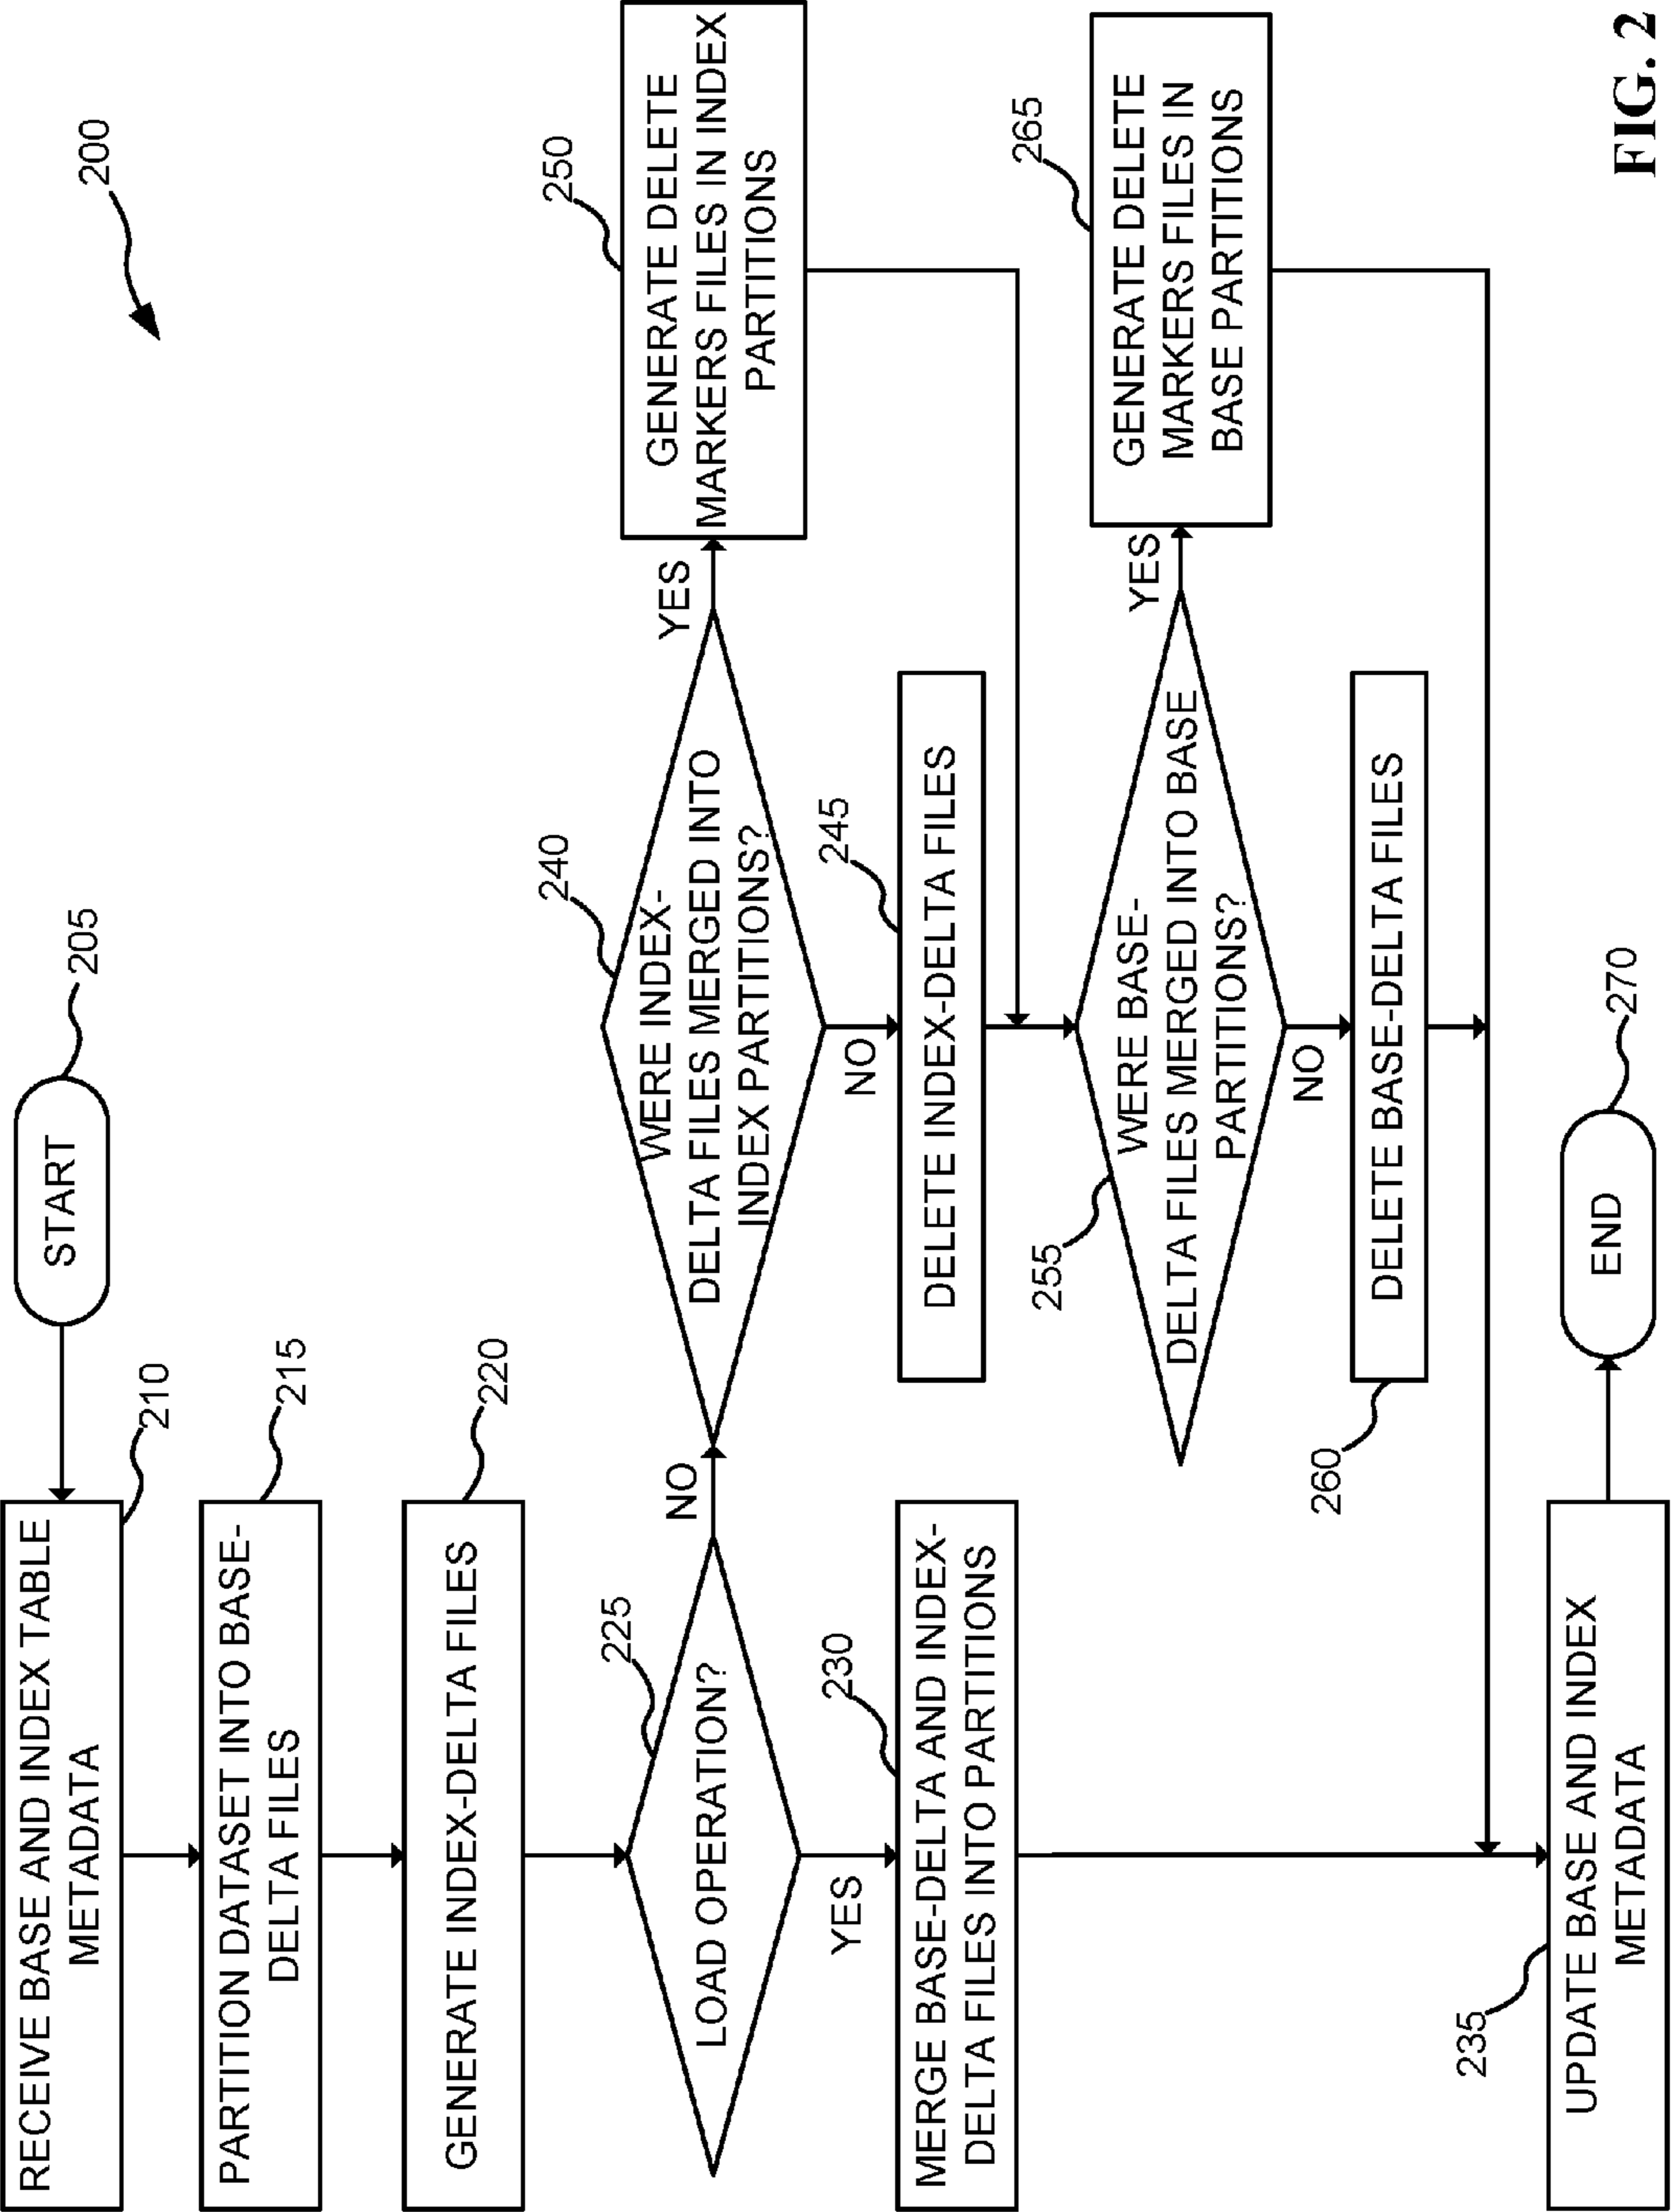 200
START
205
RECEIVE BASE AND INDEX TABLE
METADATA
210
PARTITION DATASET INTO BASE-
DELTA FILES
215
GENERATE INDEX-DELTA FILES
220
LOAD OPERATION?
225
NO
YES
MERGE BASE-DELTA AND INDEX-
DELTA FILES INTO PARTITIONS
230
WERE INDEX-
DELTA FILES MERGED INTO
INDEX PARTITIONS?
240
YES
NO
GENERATE DELETE
MARKERS FILES IN INDEX
PARTITIONS
250
DELETE INDEX-DELTA FILES
245
WERE BASE-
DELTA FILES MERGED INTO BASE
PARTITIONS?
255
YES
NO
GENERATE DELETE
MARKERS FILES IN
BASE PARTITIONS
265
DELETE BASE-DELTA FILES
260
UPDATE BASE AND INDEX
METADATA
235
END
270
FIG. 2